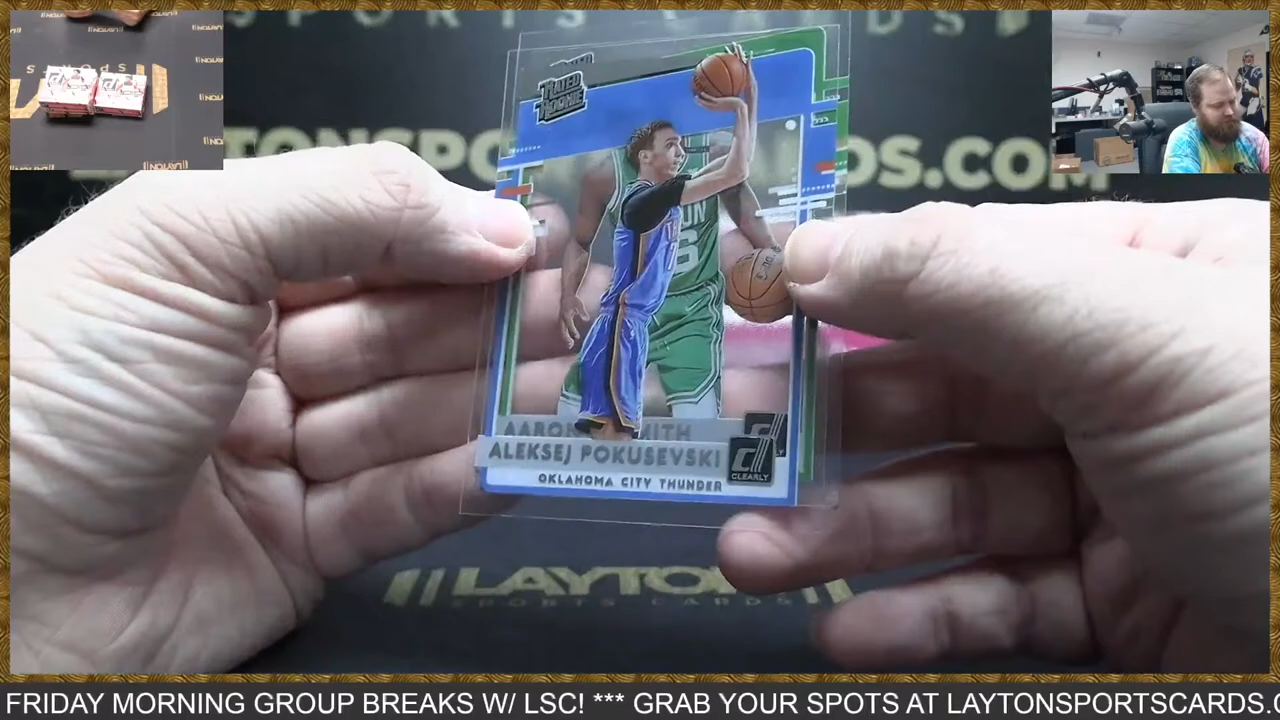 RATED
ROOKIE
AARON
MITH
ALEKSEJ POKUSEVSKI
CLEARLY
OKLAHOMA CITY THUNDER
LAYTON
SPORTS CARDS
FRIDAY MORNING GROUP BREAKS W/ LSC! *** GRAB YOUR SPOTS AT LAYTONSPORTSCARDS.